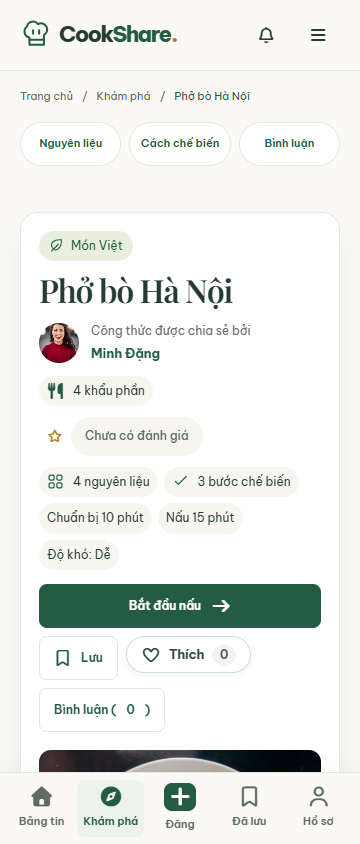 CookShare.
Trang chủ / Khám phá / Phở bò Hà Nội
Nguyên liệu Cách chế biến Bình luận
Món Việt
Phở bò Hà Nội
Công thức được chia sẻ bởi
Minh Đặng
4 khẩu phần
Chưa có đánh giá
4 nguyên liệu 3 bước chế biến
Chuẩn bị 10 phút Nấu 15 phút
Độ khó: Dễ
Bắt đầu nấu
Lưu Thích 0
Bình luận ( 0 )
Bảng tin Khám phá Đăng Đã lưu Hồ sơ